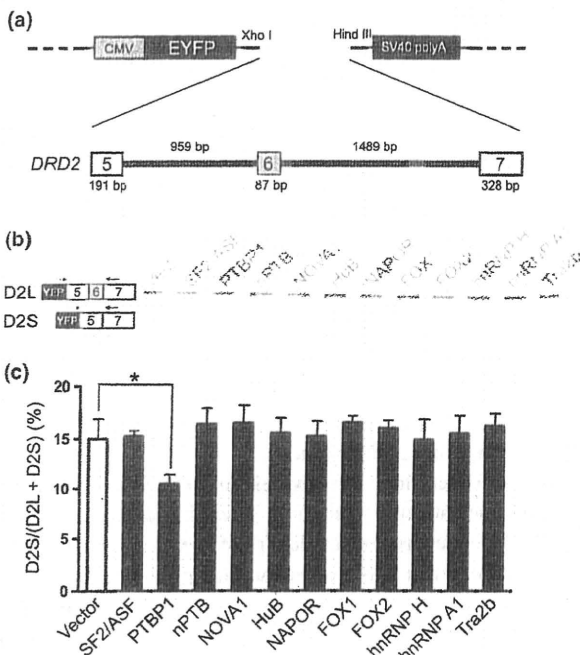 (a)
Xho I
Hind III
CMV
EYFP
SV40 polyA
959 bp
1489 bp
DRD2
5
6
7
191 bp
87 bp
328 bp
(b)
PTBP1
NOVA1
HuB
NAPOR
FOX
D2L
YFP 5 6 7
D2S
YFP 5 7
(c)
*
20
15
10
5
0
D2S/(D2L + D2S) (%)
Vector
SF2/ASF
PTBP1
nPTB
NOVA1
HuB
NAPOR
FOX1
FOX2
hnRNP H
hnRNP A1
Tra2b